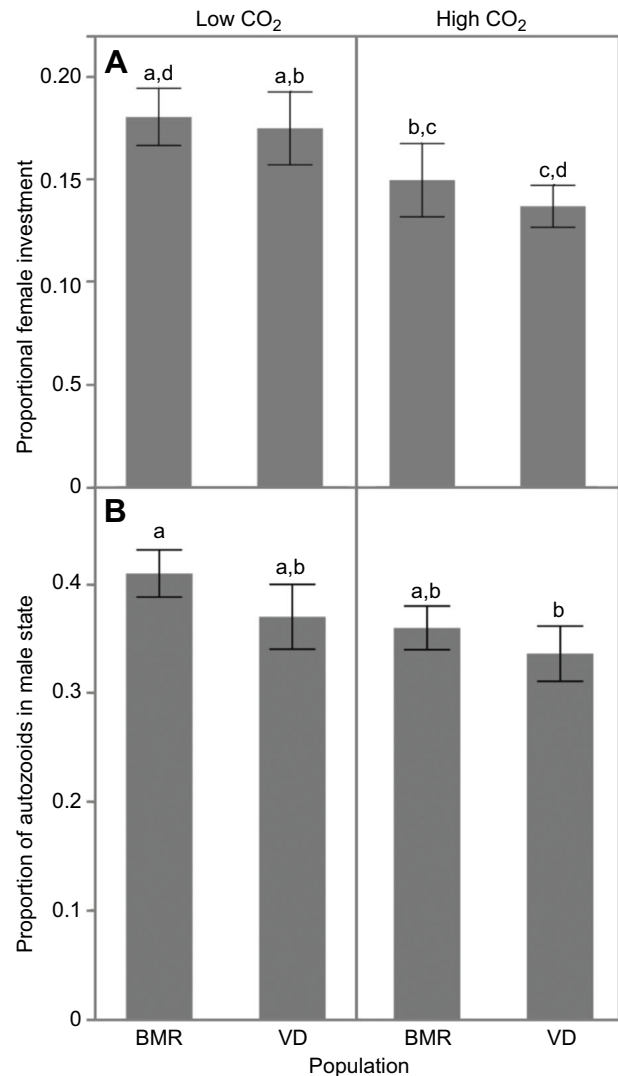 Low CO₂ High CO₂
A
Proportional female investment
0.20
0.15
0.10
0.5
0
a,d
a,b
b,c
c,d
B
Proportion of autozooids in male state
0.4
0.3
0.2
0.1
0
a
a,b
a,b
b
BMR VD BMR VD
Population